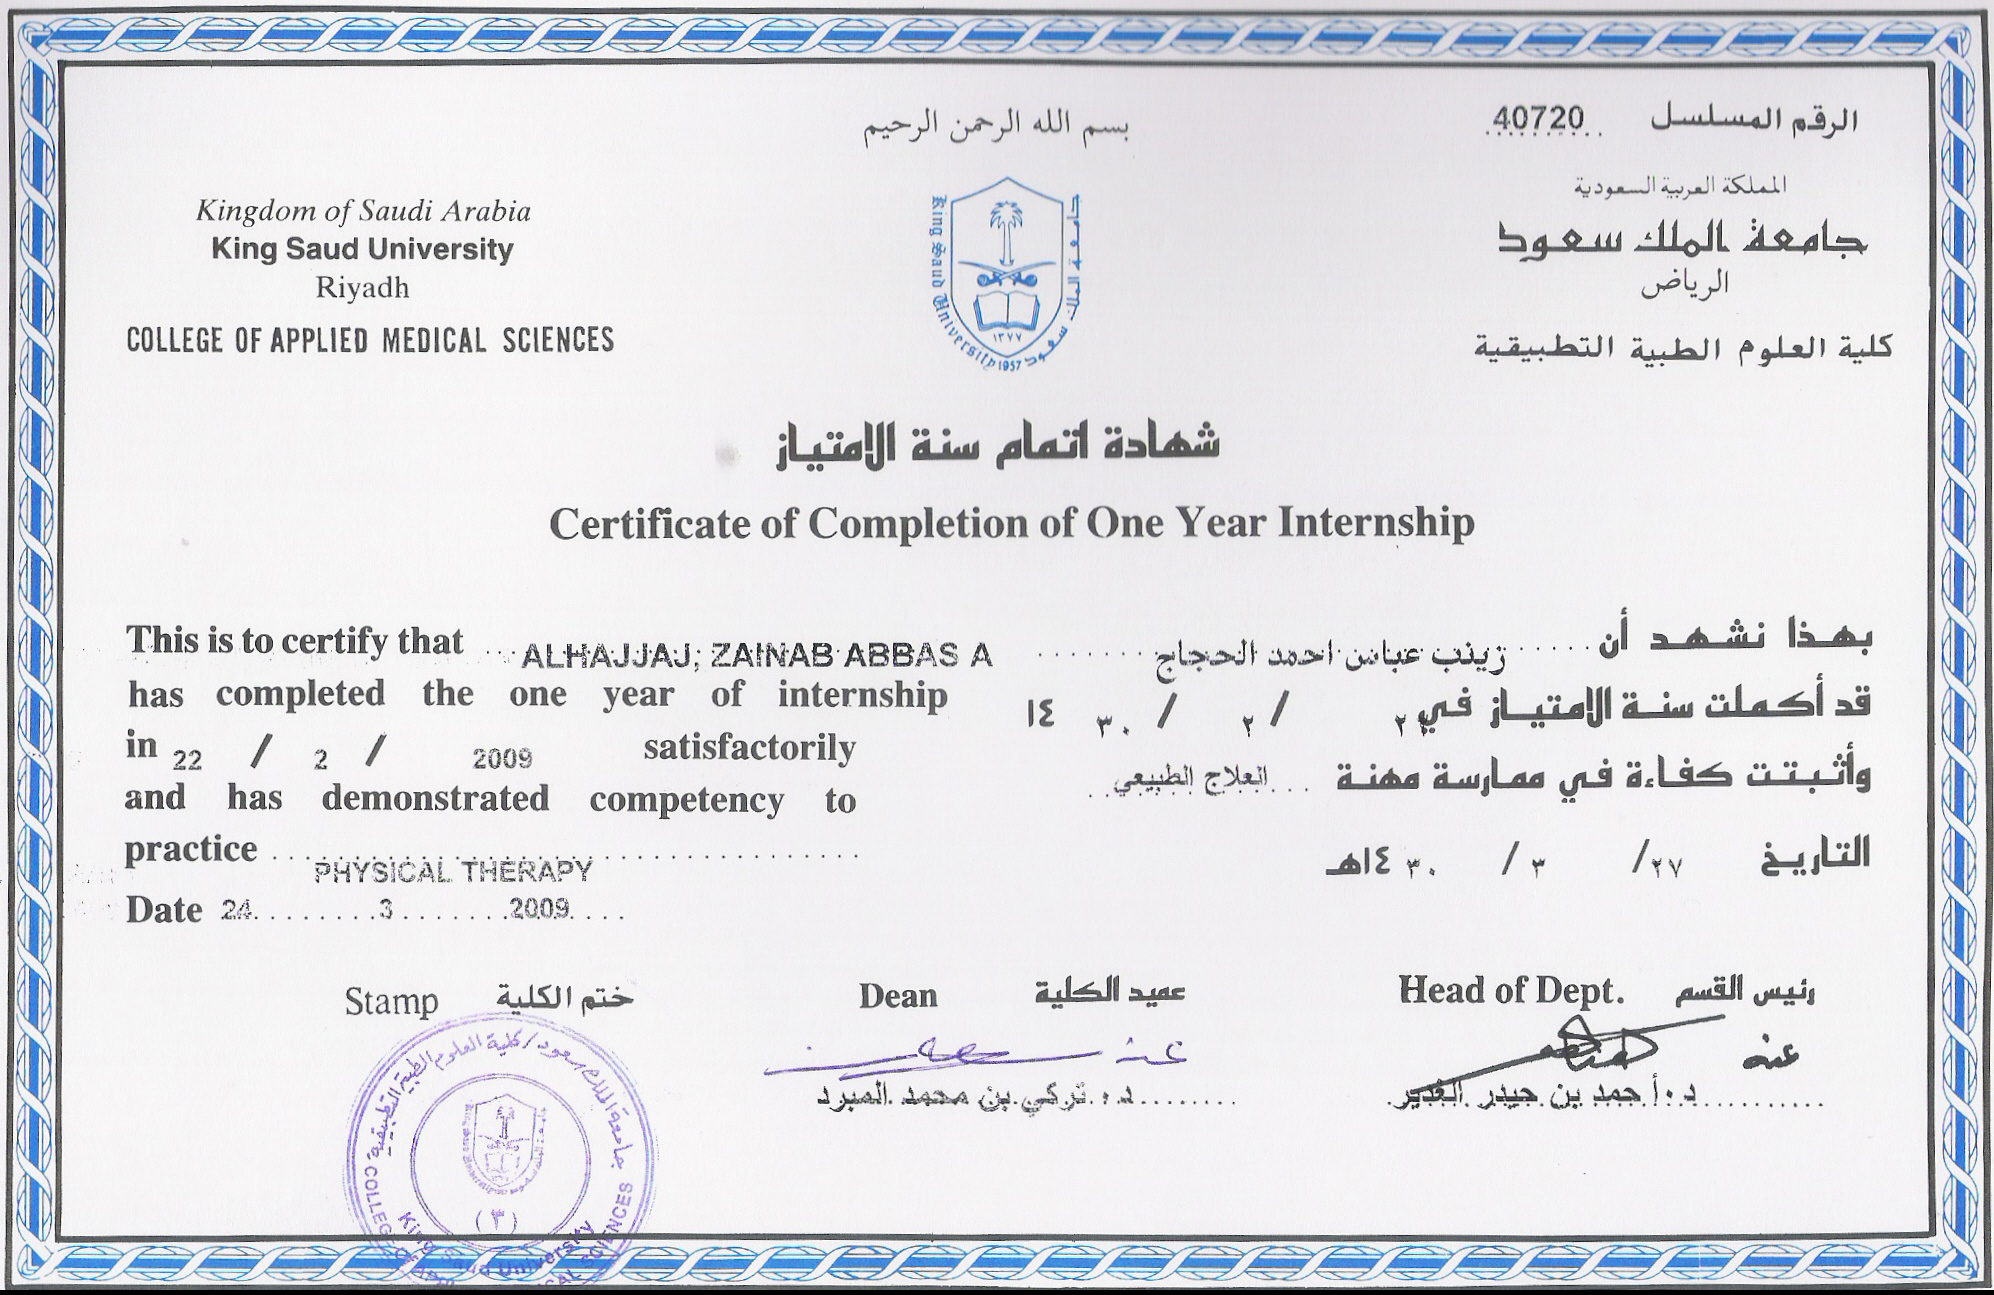 بسم الله الرحمن الرحيم
الرقم المسلسل 40720
Kingdom of Saudi Arabia
King Saud University
Riyadh
COLLEGE OF APPLIED MEDICAL SCIENCES
King Saud University 1957
جامعة الملك سعود ١٣٧٧
المملكة العربية السعودية
جامعة الملك سعود
الرياض
كلية العلوم الطبية التطبيقية
شهادة اتمام سنة الامتياز
Certificate of Completion of One Year Internship
This is to certify that ALHAJJAJ, ZAINAB ABBAS A
has completed the one year of internship
in 22 / 2 / 2009 satisfactorily
and has demonstrated competency to
practice PHYSICAL THERAPY
Date 24 3 2009
بهذا نشهد أن زينب عباس احمد الحجاج
قد أكملت سنة الامتياز في / ٢ / ١٤٣٠
وأثبتت كفاءة في ممارسة مهنة العلاج الطبيعي
التاريخ ٢٧ / ٣ / ١٤٣٠هـ
Stamp ختم الكلية
Dean عميد الكلية
Head of Dept. رئيس القسم
عنه
عنه
د. تركي بن محمد المبرد
د. أحمد بن حيدر الغدير
جامعة الملك سعود / كلية العلوم الطبية التطبيقية
(٣)
King Saud University